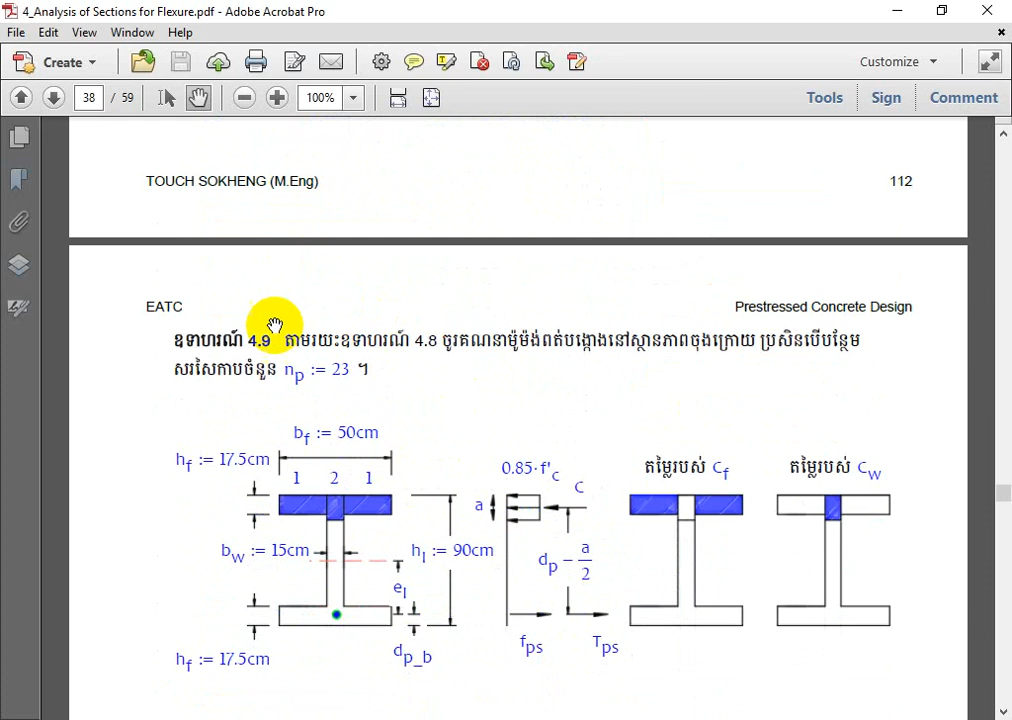 4_Analysis of Sections for Flexure.pdf - Adobe Acrobat Pro
File Edit View Window Help
Create
Customize
38 / 59
100%
Tools Sign Comment
TOUCH SOKHENG (M.Eng) 112
EATC Prestressed Concrete Design
ឧទាហរណ៍ 4.9 តាមរយះឧទាហរណ៍ 4.8 ចូរគណនាម៉ូម៉ង់ពត់បង្កោងនៅស្ថានភាពចុងក្រោយ ប្រសិនបើបន្ថែម
សរសៃកាបចំនួន n_p := 23 ។
b_f := 50cm
h_f := 17.5cm
1 2 1
0.85·f'_c
C
តម្លៃរបស់ C_f
តម្លៃរបស់ C_w
a
b_w := 15cm
h_I := 90cm
d_p − a/2
e_I
f_ps
T_ps
d_p_b
h_f := 17.5cm